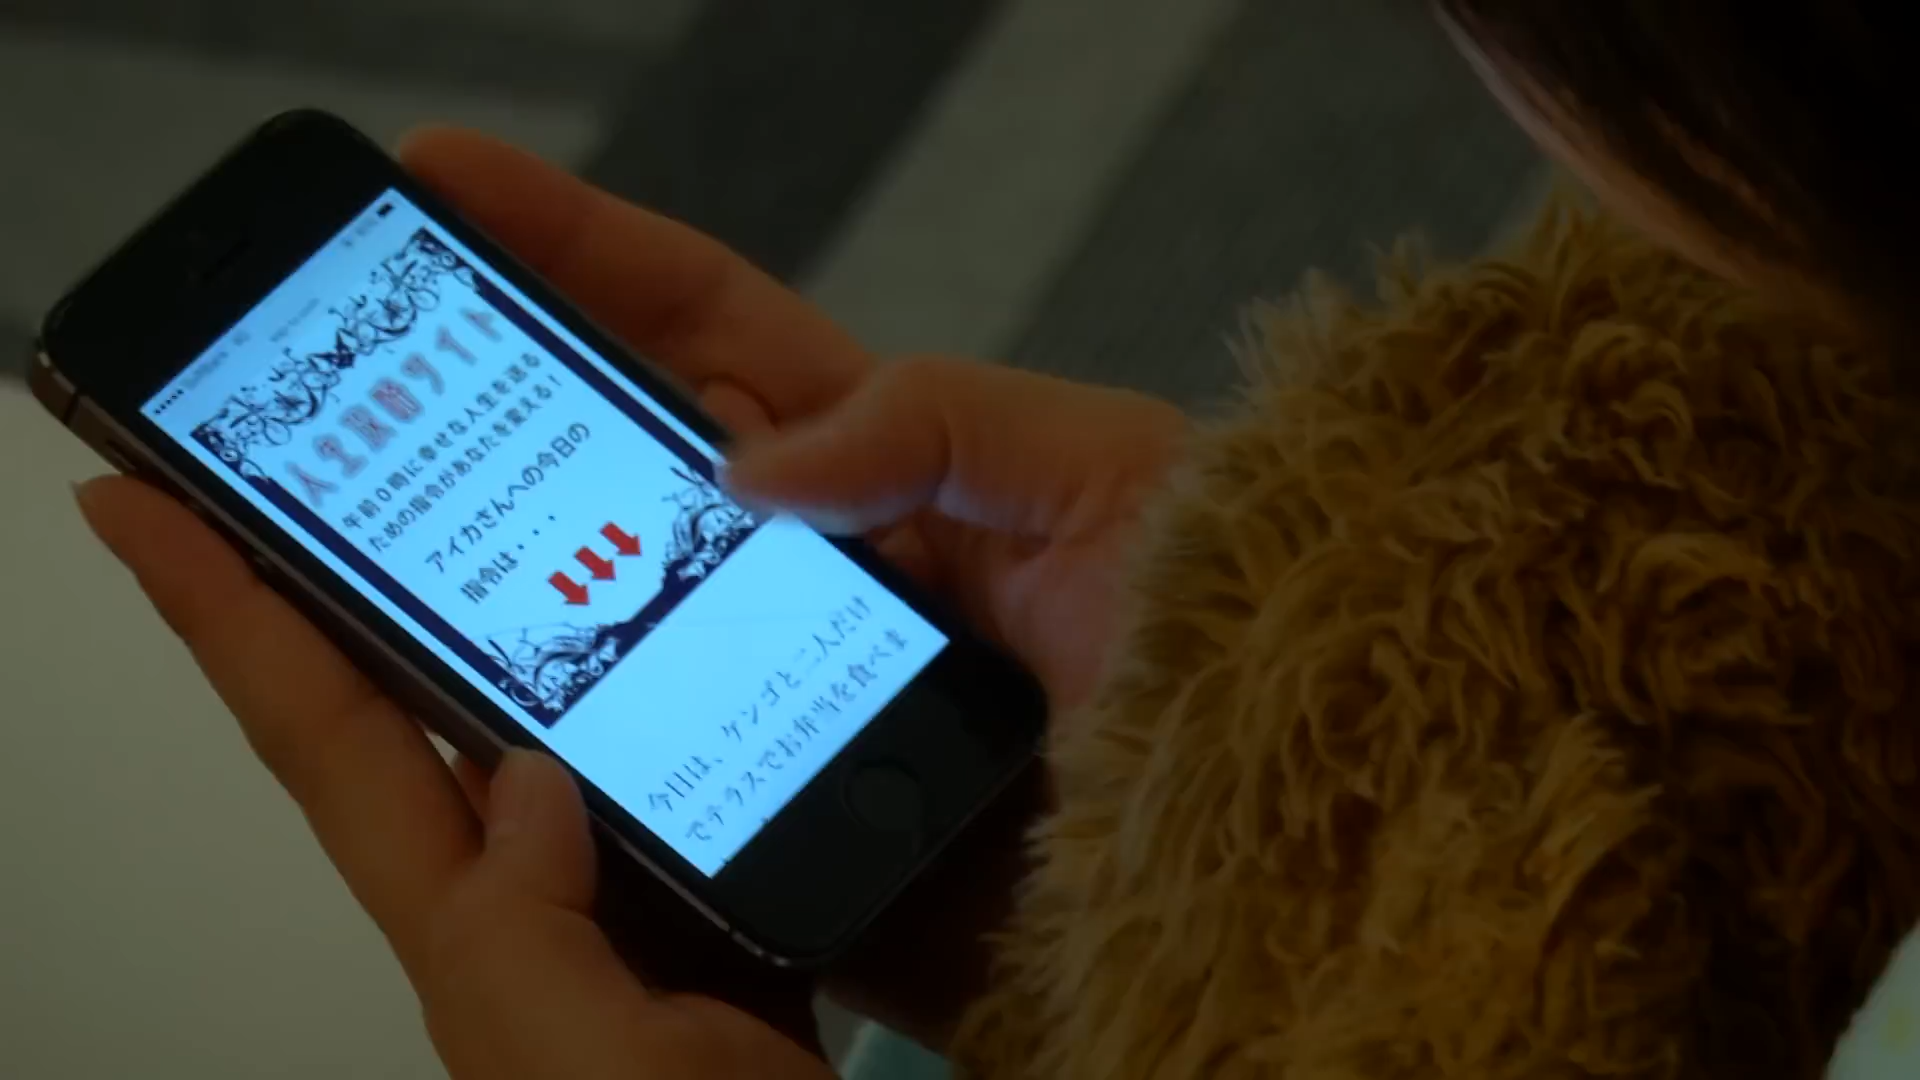 人生激励サイト
午前0時に幸せな人生を送る
ための指令があなたを変える！
アイカさんへの今日の
指令は・・・
今日は、ケンゴと二人だけ
でテラスでお弁当を食べま